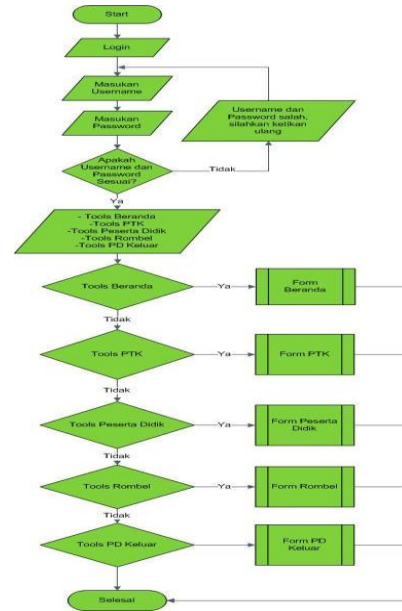 Start
Login
Masukan
Username
Masukan
Password
Username dan
Password salah,
silahkan ketikan
ulang
Apakah
Username dan
Password
Sesuai?
Tidak
Ya
- Tools Beranda
-Tools PTK
-Tools Peserta Didik
-Tools Rombel
-Tools PD Keluar
Tools Beranda
Ya
Form
Beranda
Tidak
Tools PTK
Ya
Form PTK
Tidak
Tools Peserta Didik
Ya
Form Peserta
Didik
Tidak
Tools Rombel
Ya
Form Rombel
Tidak
Tools PD Keluar
Form PD
Keluar
Selesai